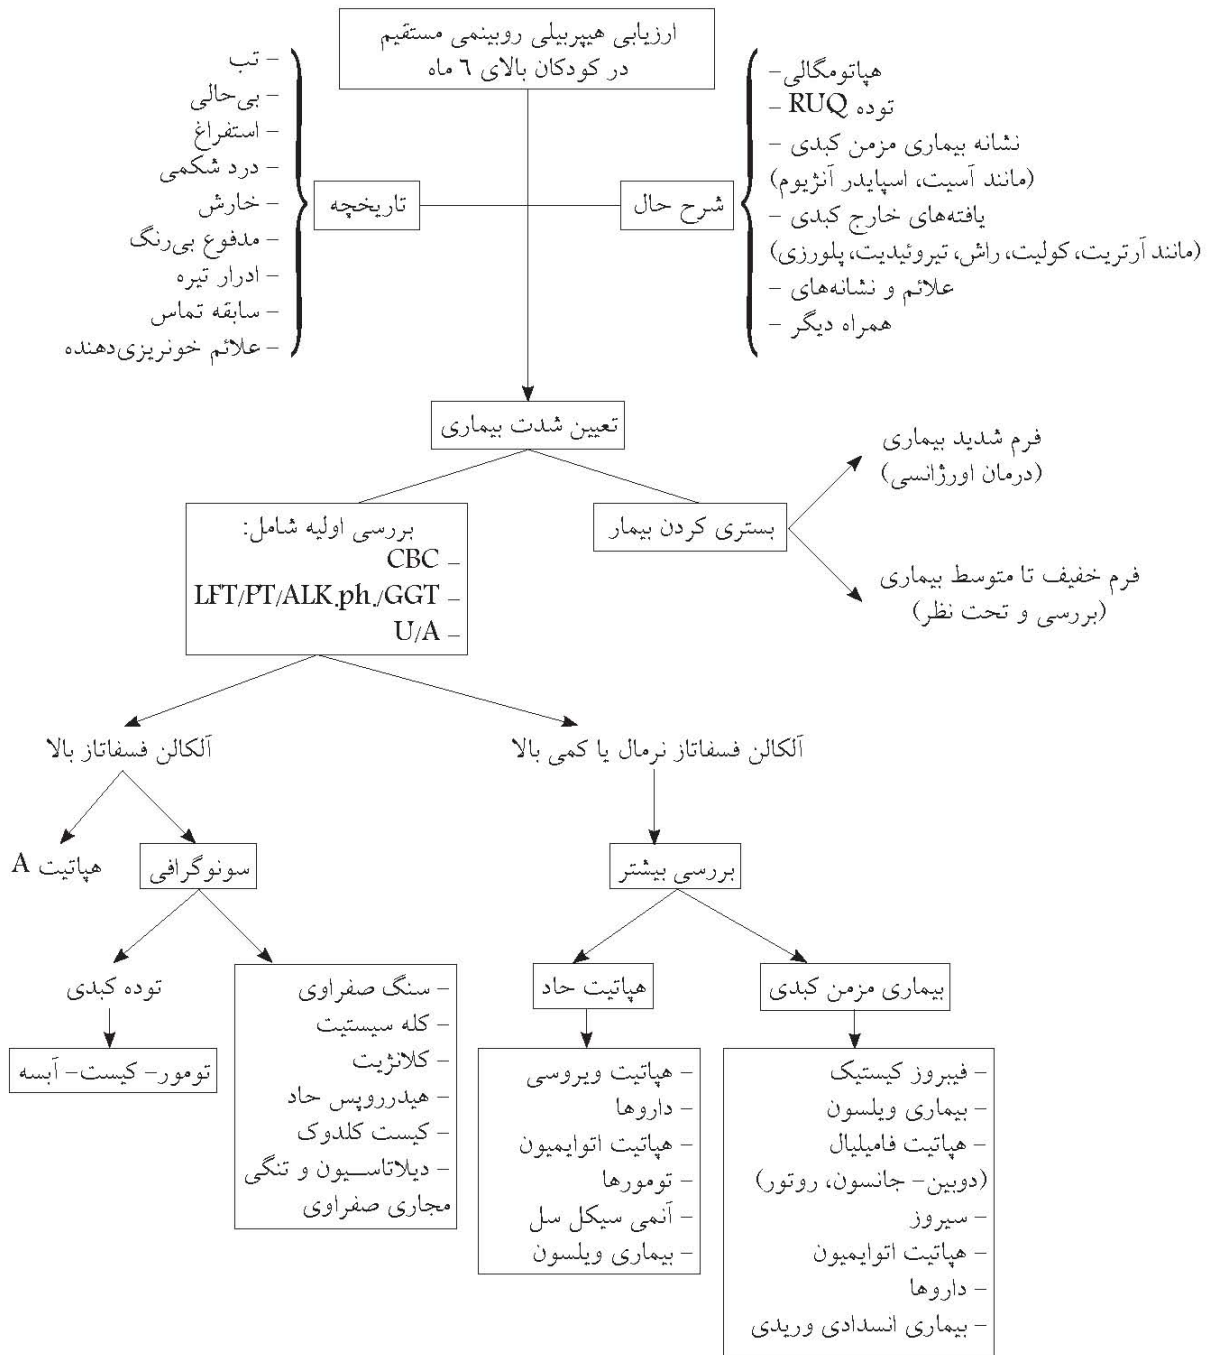 ارزیابی هیپربیلی روبینمی مستقیم
در کودکان بالای ٦ ماه
هپاتومگالی–
توده RUQ –
نشانه بیماری مزمن کبدی –
(مانند آسیت، اسپایدر آنژیوم)
یافته‌های خارج کبدی –
(مانند آرتریت، کولیت، راش، تیروئیدیت، پلورزی)
علائم و نشانه‌های –
همراه دیگر –
شرح حال
تاریخچه
– تب
– بی‌حالی
– استفراغ
– درد شکمی
– خارش
– مدفوع بی‌رنگ
– ادرار تیره
– سابقه تماس
– علائم خونریزی‌دهنده
تعیین شدت بیماری
بستری کردن بیمار
فرم شدید بیماری
(درمان اورژانسی)
فرم خفیف تا متوسط بیماری
(بررسی و تحت نظر)
بررسی اولیه شامل:
– CBC
– LFT/PT/ALK.ph./GGT
– U/A
آلکالن فسفاتاز نرمال یا کمی بالا
آلکالن فسفاتاز بالا
بررسی بیشتر
سونوگرافی
هپاتیت A
بیماری مزمن کبدی
– فیبروز کیستیک
– بیماری ویلسون
– هپاتیت فامیلیال
(دوبین– جانسون، روتور)
– سیروز
– هپاتیت اتوایمیون
– داروها
– بیماری انسدادی وریدی
هپاتیت حاد
– هپاتیت ویروسی
– داروها
– هپاتیت اتوایمیون
– تومورها
– آنمی سیکل سل
– بیماری ویلسون
– سنگ صفراوی
– کله سیستیت
– کلانژیت
– هیدرروپس حاد
– کیست کلدوک
– دیلاتاسیون و تنگی
مجاری صفراوی
توده کبدی
تومور– کیست– آبسه